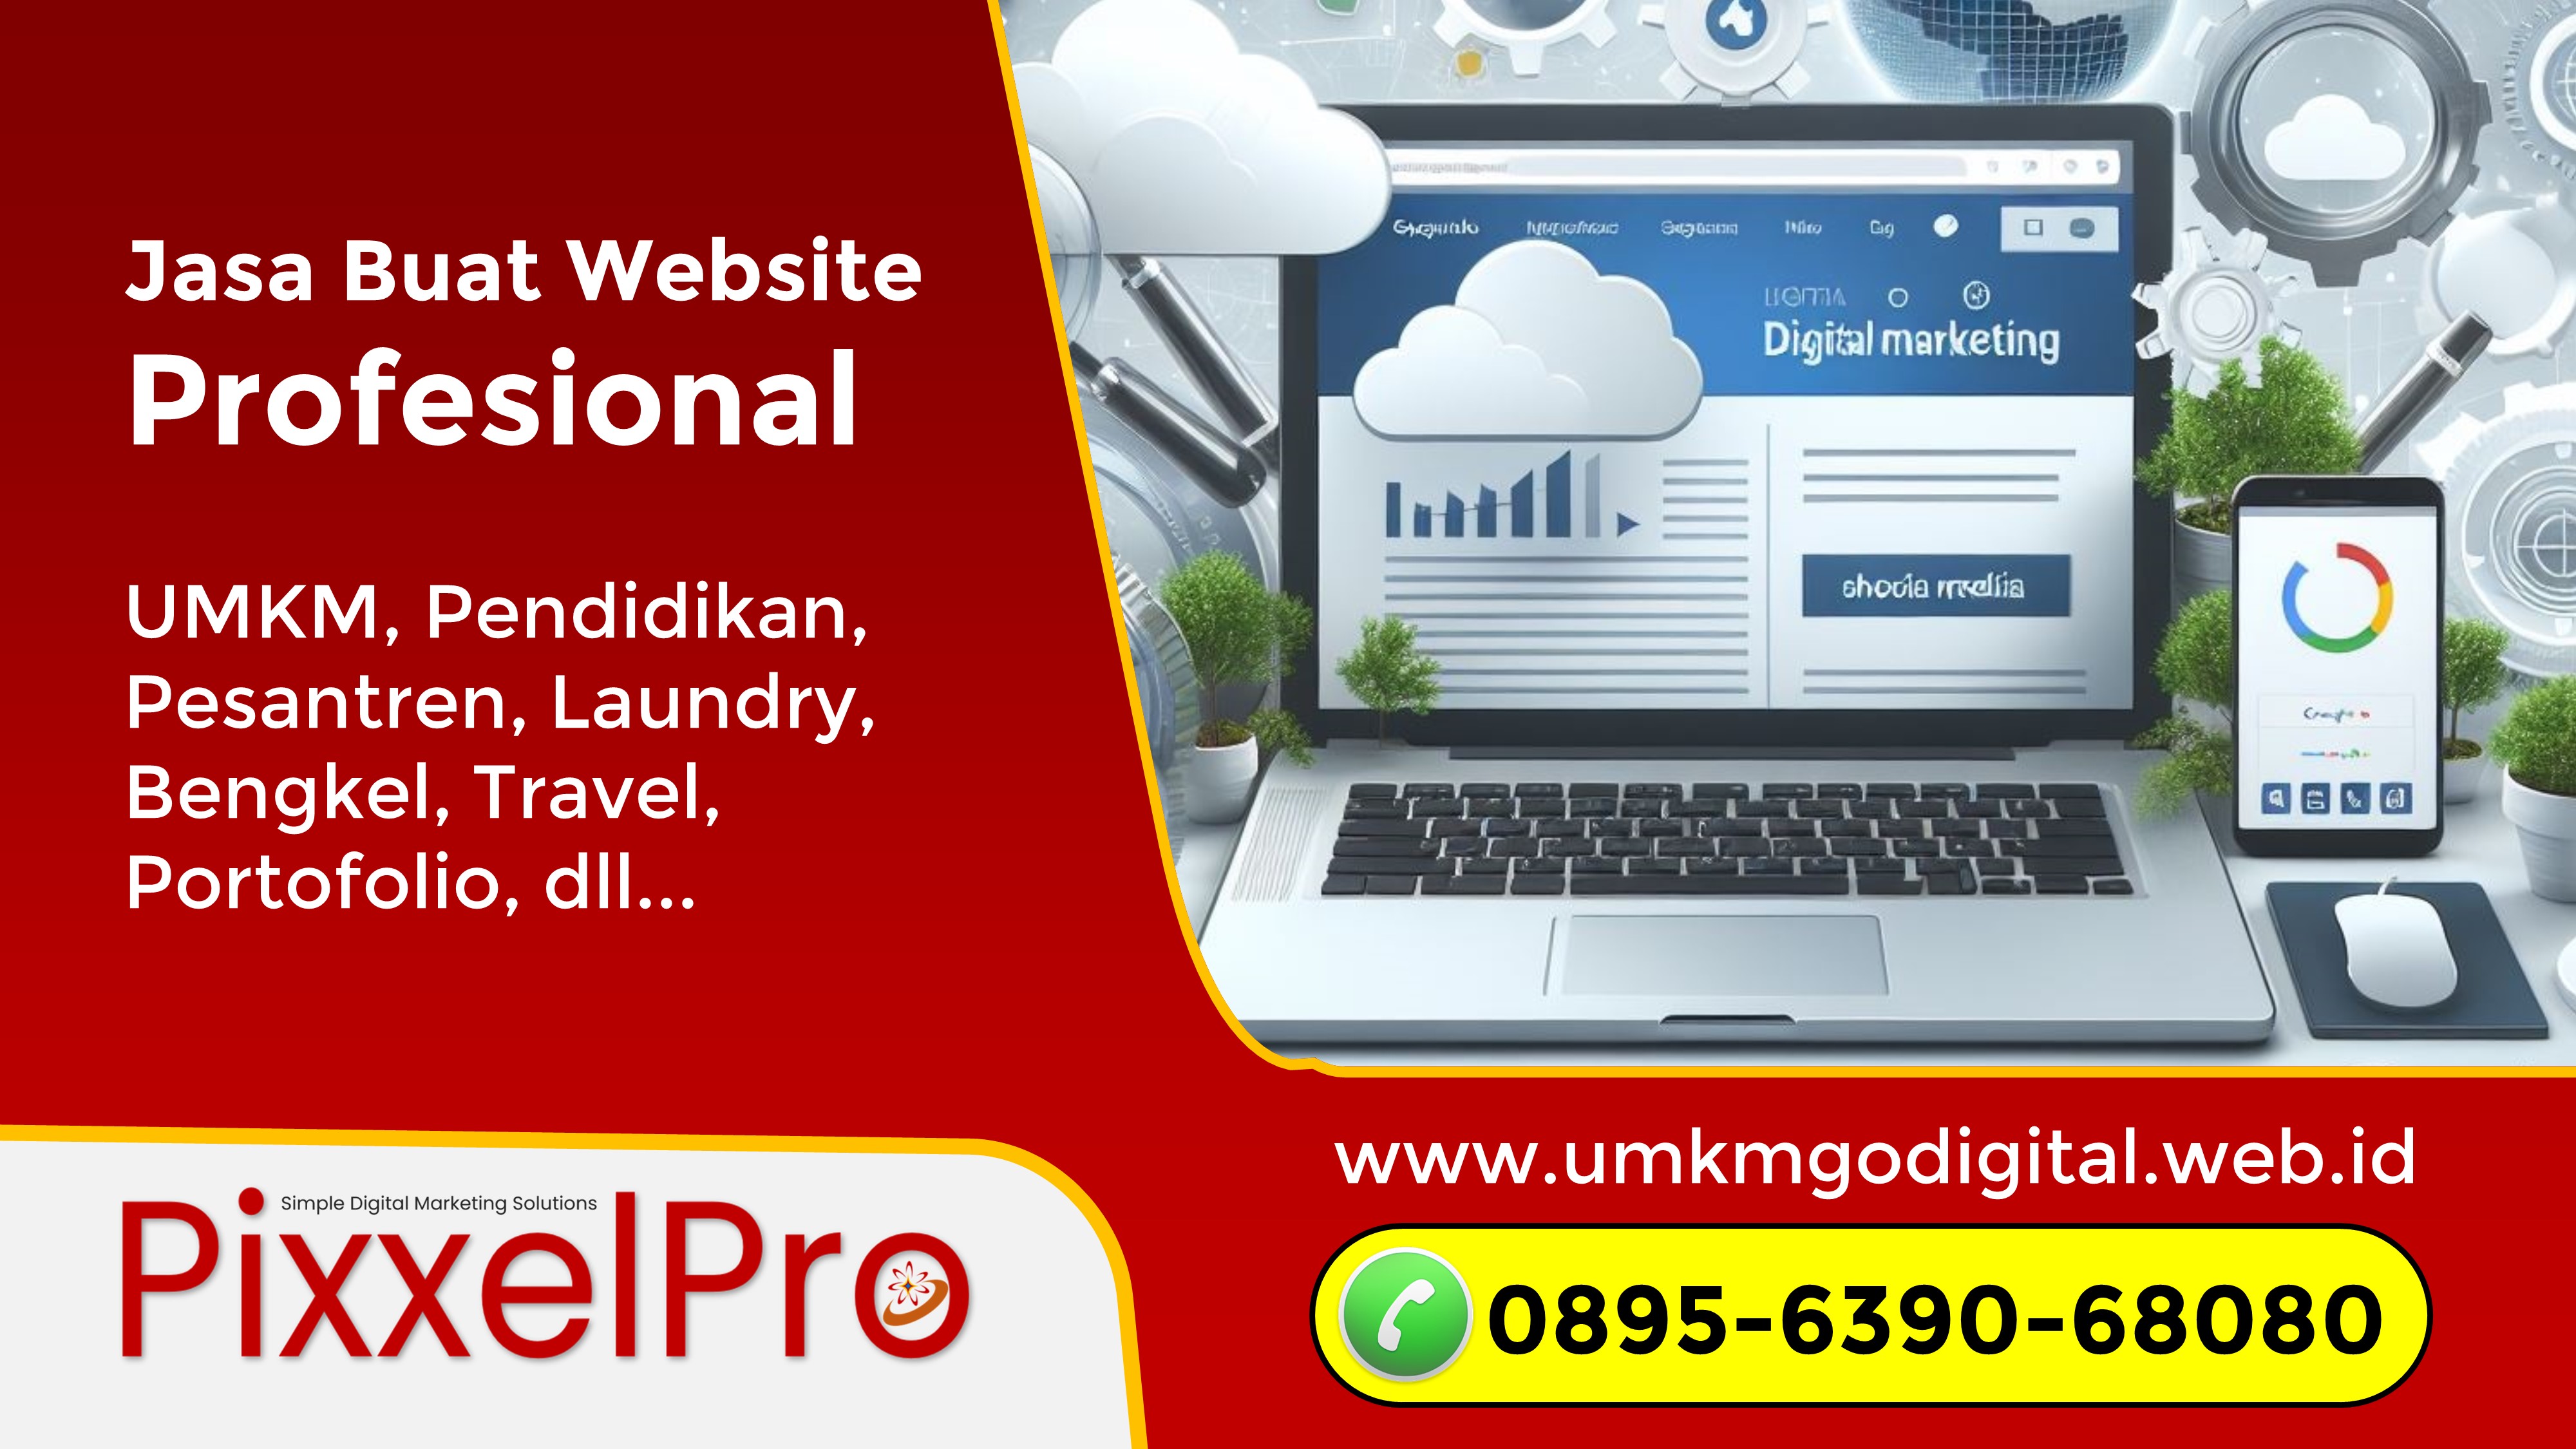 Jasa Buat Website
Profesional
UMKM, Pendidikan,
Pesantren, Laundry,
Bengkel, Travel,
Portofolio, dll...
Digital marketing
Simple Digital Marketing Solutions
PixxelPro
www.umkmgodigital.web.id
0895-6390-68080